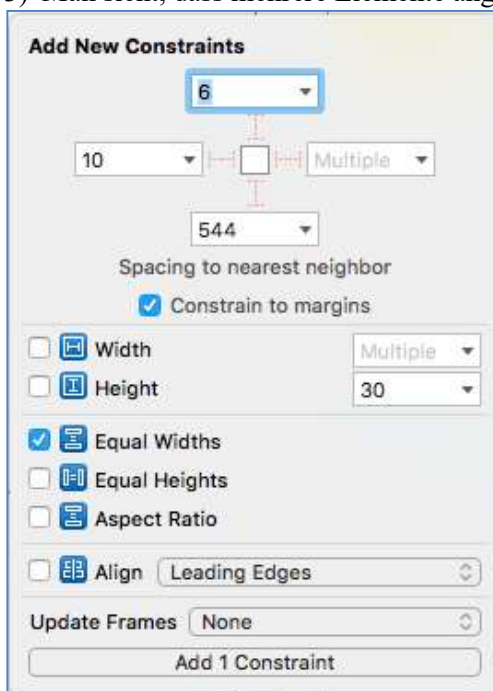 Add New Constraints
6
10
Multiple
544
Spacing to nearest neighbor
Constrain to margins
Width
Multiple
Height
30
Equal Widths
Equal Heights
Aspect Ratio
Align Leading Edges
Update Frames None
Add 1 Constraint